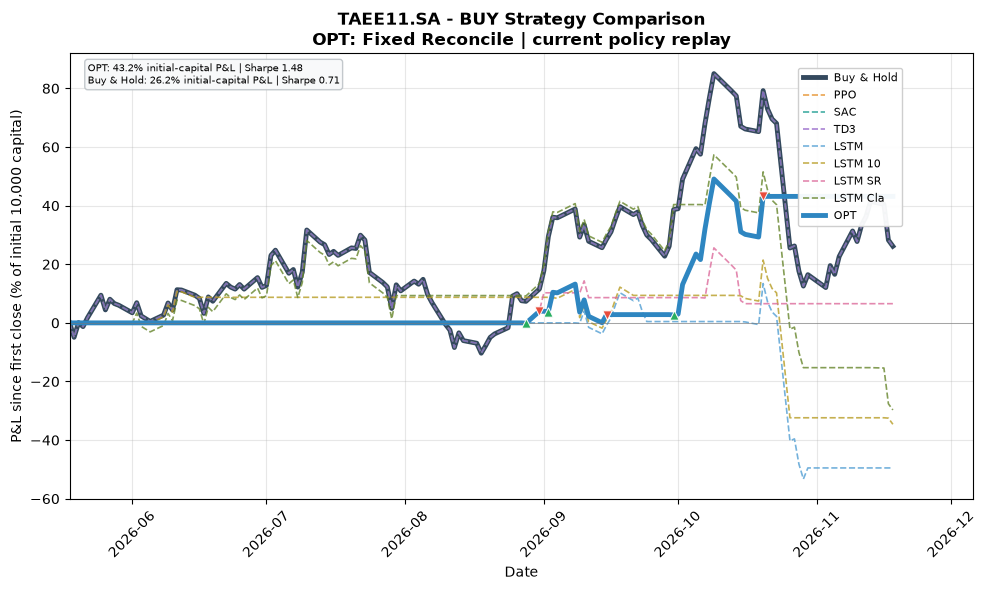 TAEE11.SA - BUY Strategy Comparison
OPT: Fixed Reconcile | current policy replay
OPT: 43.2% initial-capital P&L | Sharpe 1.48
Buy & Hold: 26.2% initial-capital P&L | Sharpe 0.71
Buy & Hold
PPO
SAC
TD3
LSTM
LSTM 10
LSTM SR
LSTM Cla
OPT
P&L since first close (% of initial 10,000 capital)
80
60
40
20
0
−20
−40
−60
2026-06
2026-07
2026-08
2026-09
2026-10
2026-11
2026-12
Date